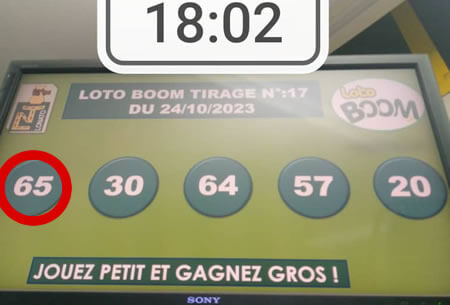 18:02
LOTO BOOM TIRAGE N°:17
DU 24/10/2023
Loto
BOOM
65 30 64 57 20
JOUEZ PETIT ET GAGNEZ GROS !
SONY